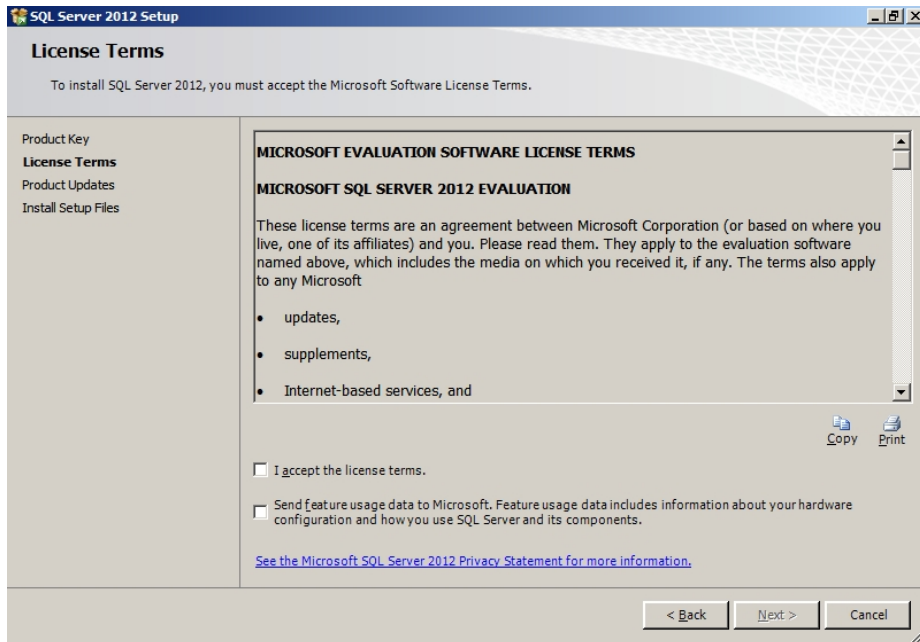 SQL Server 2012 Setup
License Terms
To install SQL Server 2012, you must accept the Microsoft Software License Terms.
Product Key
License Terms
Product Updates
Install Setup Files
MICROSOFT EVALUATION SOFTWARE LICENSE TERMS
MICROSOFT SQL SERVER 2012 EVALUATION
These license terms are an agreement between Microsoft Corporation (or based on where you
live, one of its affiliates) and you. Please read them. They apply to the evaluation software
named above, which includes the media on which you received it, if any. The terms also apply
to any Microsoft
• updates,
• supplements,
• Internet-based services, and
Copy
Print
I accept the license terms.
Send feature usage data to Microsoft. Feature usage data includes information about your hardware
configuration and how you use SQL Server and its components.
See the Microsoft SQL Server 2012 Privacy Statement for more information.
< Back
Next >
Cancel